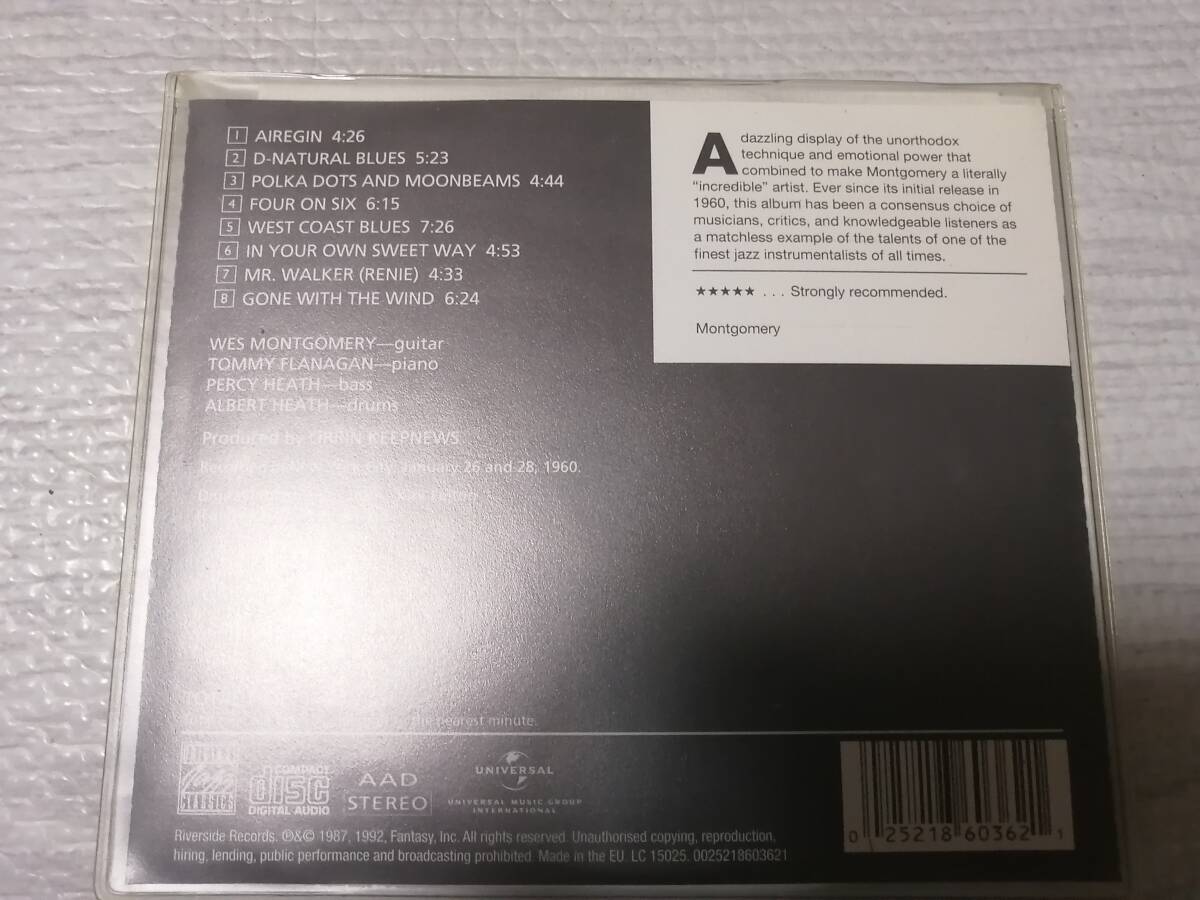 1 AIREGIN 4:26
2 D-NATURAL BLUES 5:23
3 POLKA DOTS AND MOONBEAMS 4:44
4 FOUR ON SIX 6:15
5 WEST COAST BLUES 7:26
6 IN YOUR OWN SWEET WAY 4:53
7 MR. WALKER (RENIE) 4:33
8 GONE WITH THE WIND 6:24
WES MONTGOMERY—guitar
TOMMY FLANAGAN—piano
PERCY HEATH—bass
ALBERT HEATH—drums
Produced by ORRIN KEEPNEWS
Recorded in New York City, January 26 and 28, 1960.
A dazzling display of the unorthodox
technique and emotional power that
combined to make Montgomery a literally
“incredible” artist. Ever since its initial release in
1960, this album has been a consensus choice of
musicians, critics, and knowledgeable listeners as
a matchless example of the talents of one of the
finest jazz instrumentalists of all times.
★★★★★ . . . Strongly recommended.
Montgomery
the nearest minute.
JAZZ
CLASSICS
COMPACT
disc
DIGITAL AUDIO
AAD
STEREO
UNIVERSAL
UNIVERSAL MUSIC GROUP
INTERNATIONAL
Riverside Records. ℗&© 1987, 1992, Fantasy, Inc. All rights reserved. Unauthorised copying, reproduction,
hiring, lending, public performance and broadcasting prohibited. Made in the EU. LC 15025. 0025218603621
0 25218 60362 1